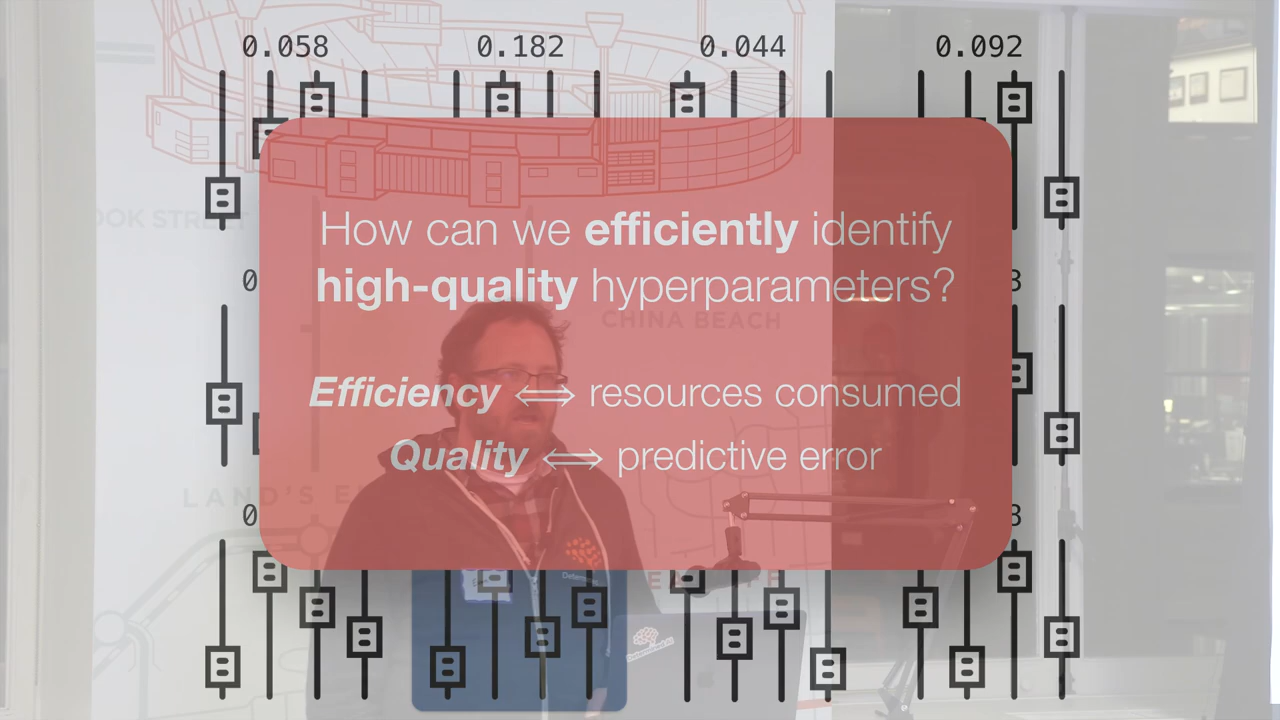 0.058 0.182 0.044 0.092
OOK STREET
How can we efficiently identify
high-quality hyperparameters?
CHINA BEACH
Efficiency ⟺ resources consumed
Quality ⟺ predictive error
LAND'S E